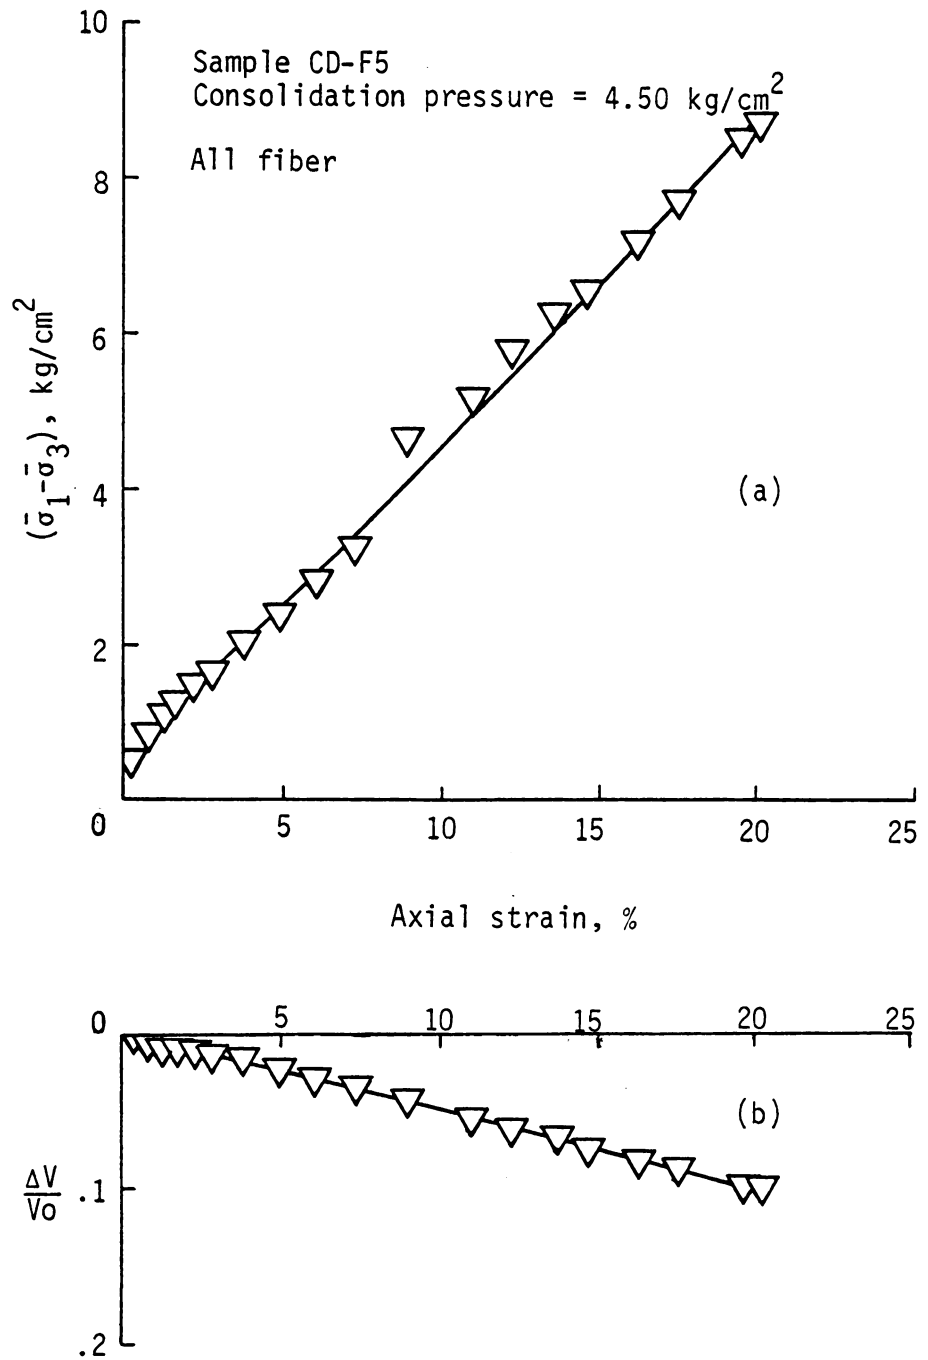 10
Sample CD-F5
Consolidation pressure = 4.50 kg/cm²
All fiber
8
6
(σ̄₁-σ̄₃), kg/cm²
4
(a)
2
0 5 10 15 20 25
Axial strain, %
0 5 10 15 20 25
(b)
ΔV
Vo
.1
.2